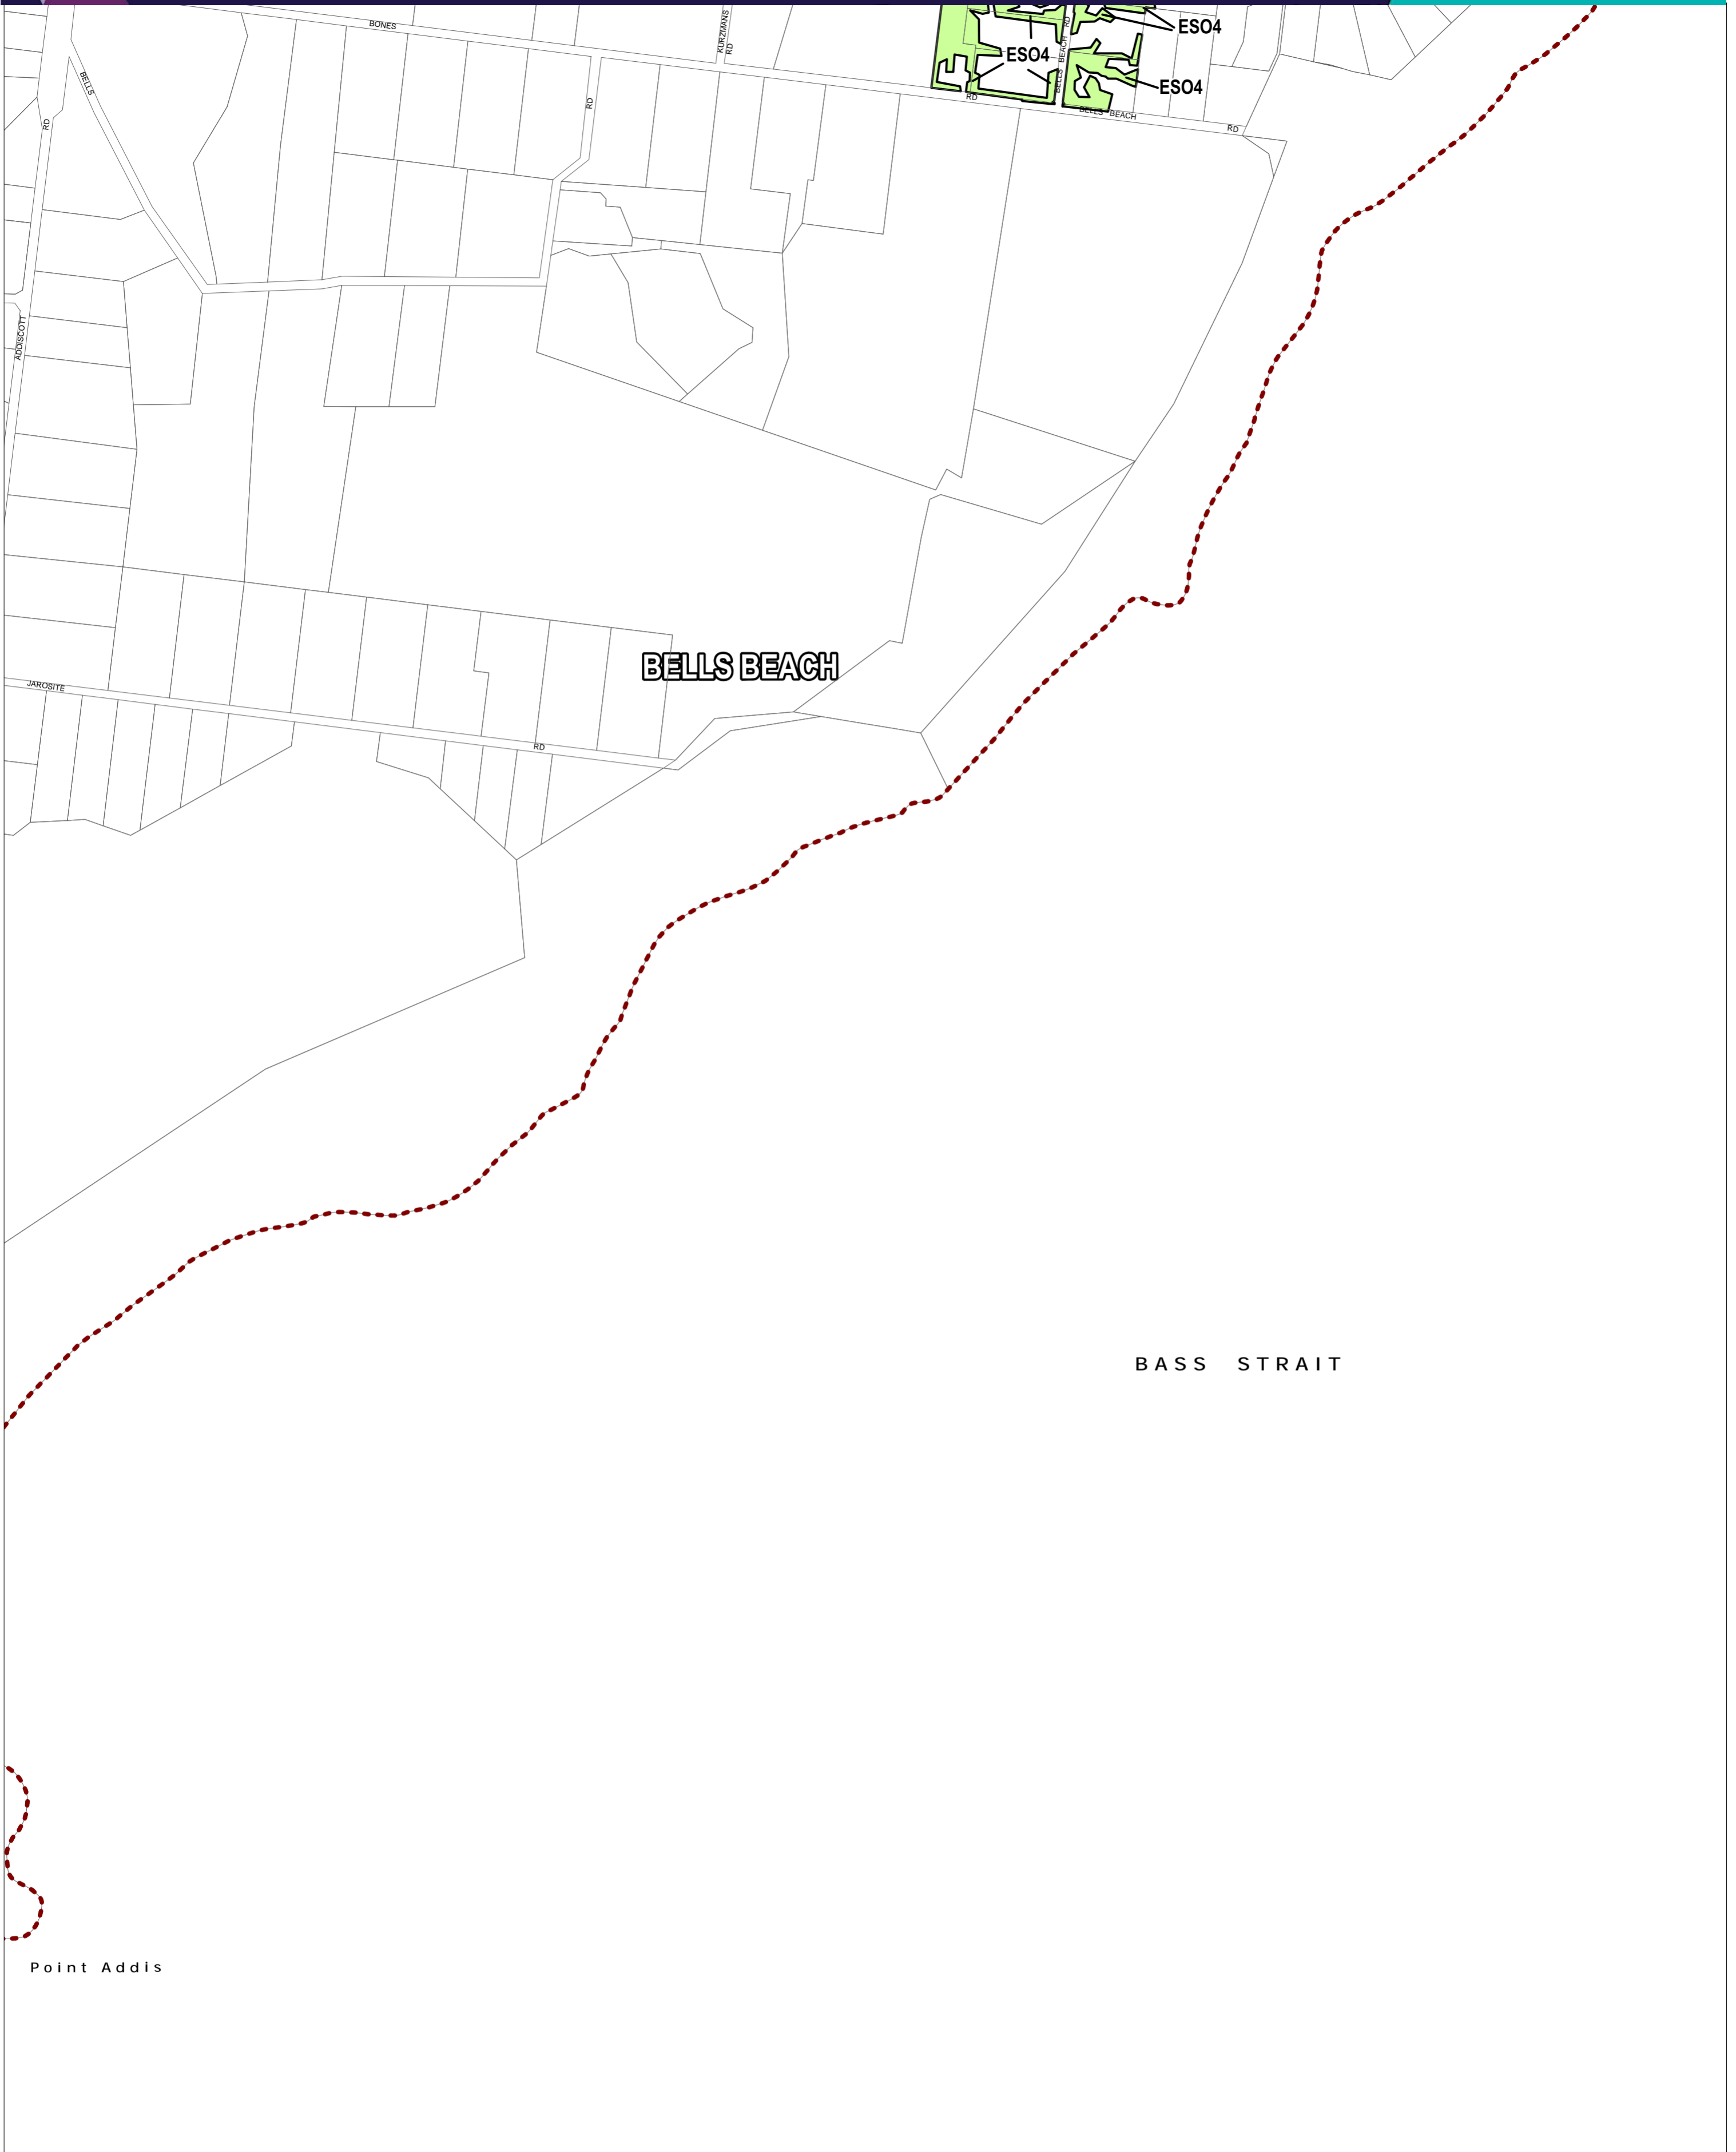 BONES
KURZMANS
RD
RD
BELLS BEACH
ESO4
ESO4
ESO4
RD
BELLS BEACH
RD
BELLS
RD
RD
ADDISCOTT
BELLS BEACH
JAROSITE
RD
BASS STRAIT
Point Addis